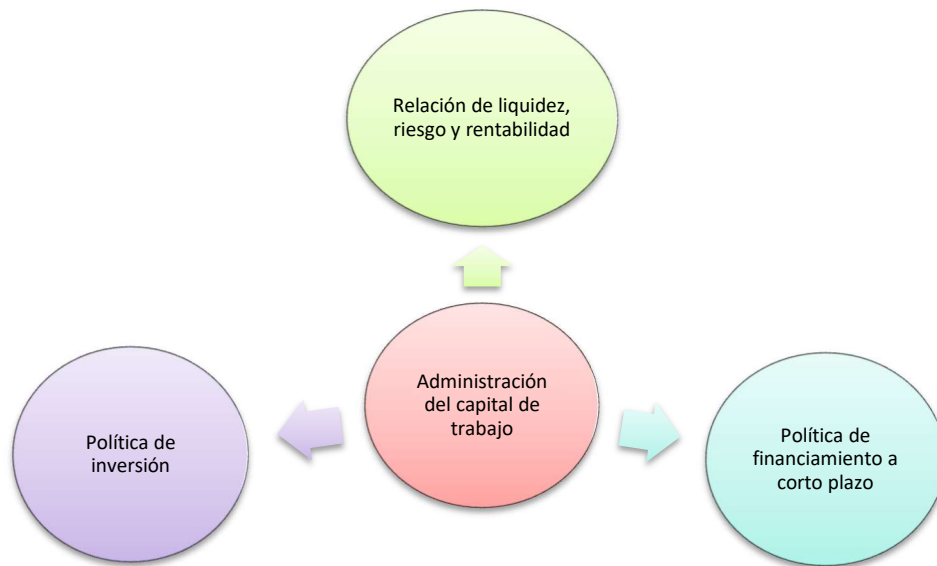 Relación de liquidez,
riesgo y rentabilidad
Administración
del capital de
trabajo
Política de
inversión
Política de
financiamiento a
corto plazo